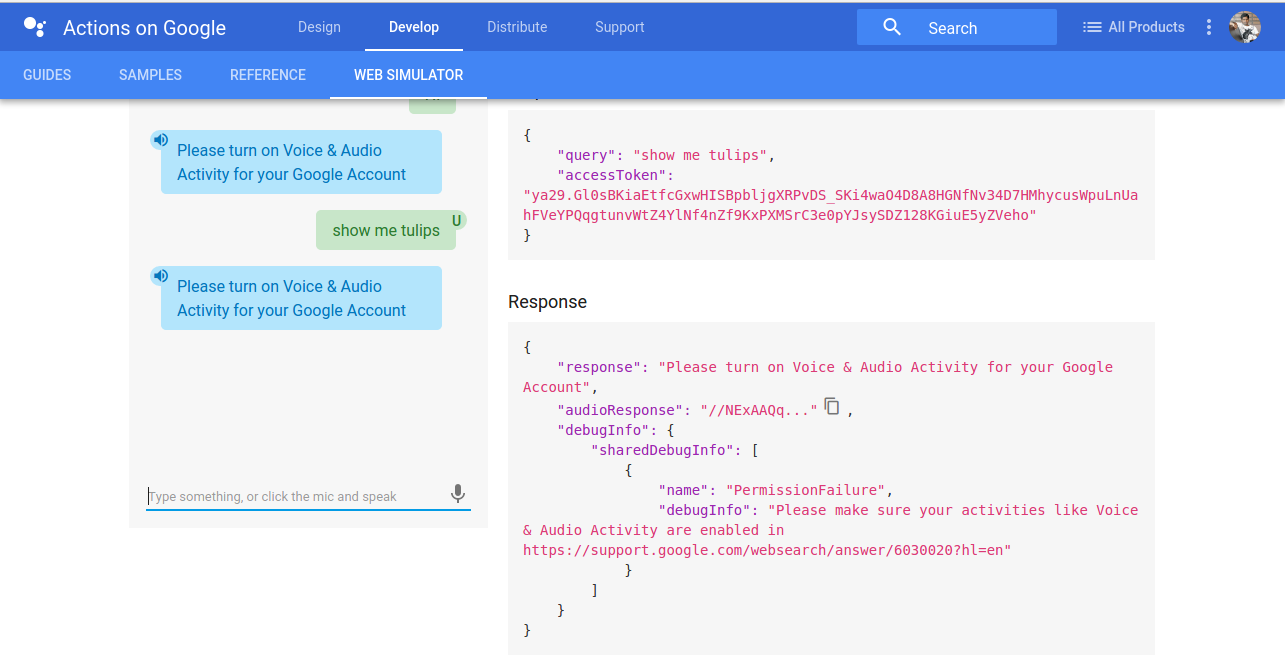 Actions on Google
Design
Develop
Distribute
Support
Search
All Products
GUIDES
SAMPLES
REFERENCE
WEB SIMULATOR
Please turn on Voice & Audio
Activity for your Google Account
U
show me tulips
Please turn on Voice & Audio
Activity for your Google Account
Type something, or click the mic and speak
{
"query": "show me tulips",
"accessToken":
"ya29.Gl0sBKiaEtfcGxwHISBpbljgXRPvDS_SKi4waO4D8A8HGNfNv34D7HMhycusWpuLnUa
hFVeYPQqgtunvWtZ4YlNf4nZf9KxPXMSrC3e0pYJsySDZ128KGiuE5yZVeho"
}
Response
{
"response": "Please turn on Voice & Audio Activity for your Google
Account",
"audioResponse": "//NExAAQq..." ,
"debugInfo": {
"sharedDebugInfo": [
{
"name": "PermissionFailure",
"debugInfo": "Please make sure your activities like Voice
& Audio Activity are enabled in
https://support.google.com/websearch/answer/6030020?hl=en"
}
]
}
}